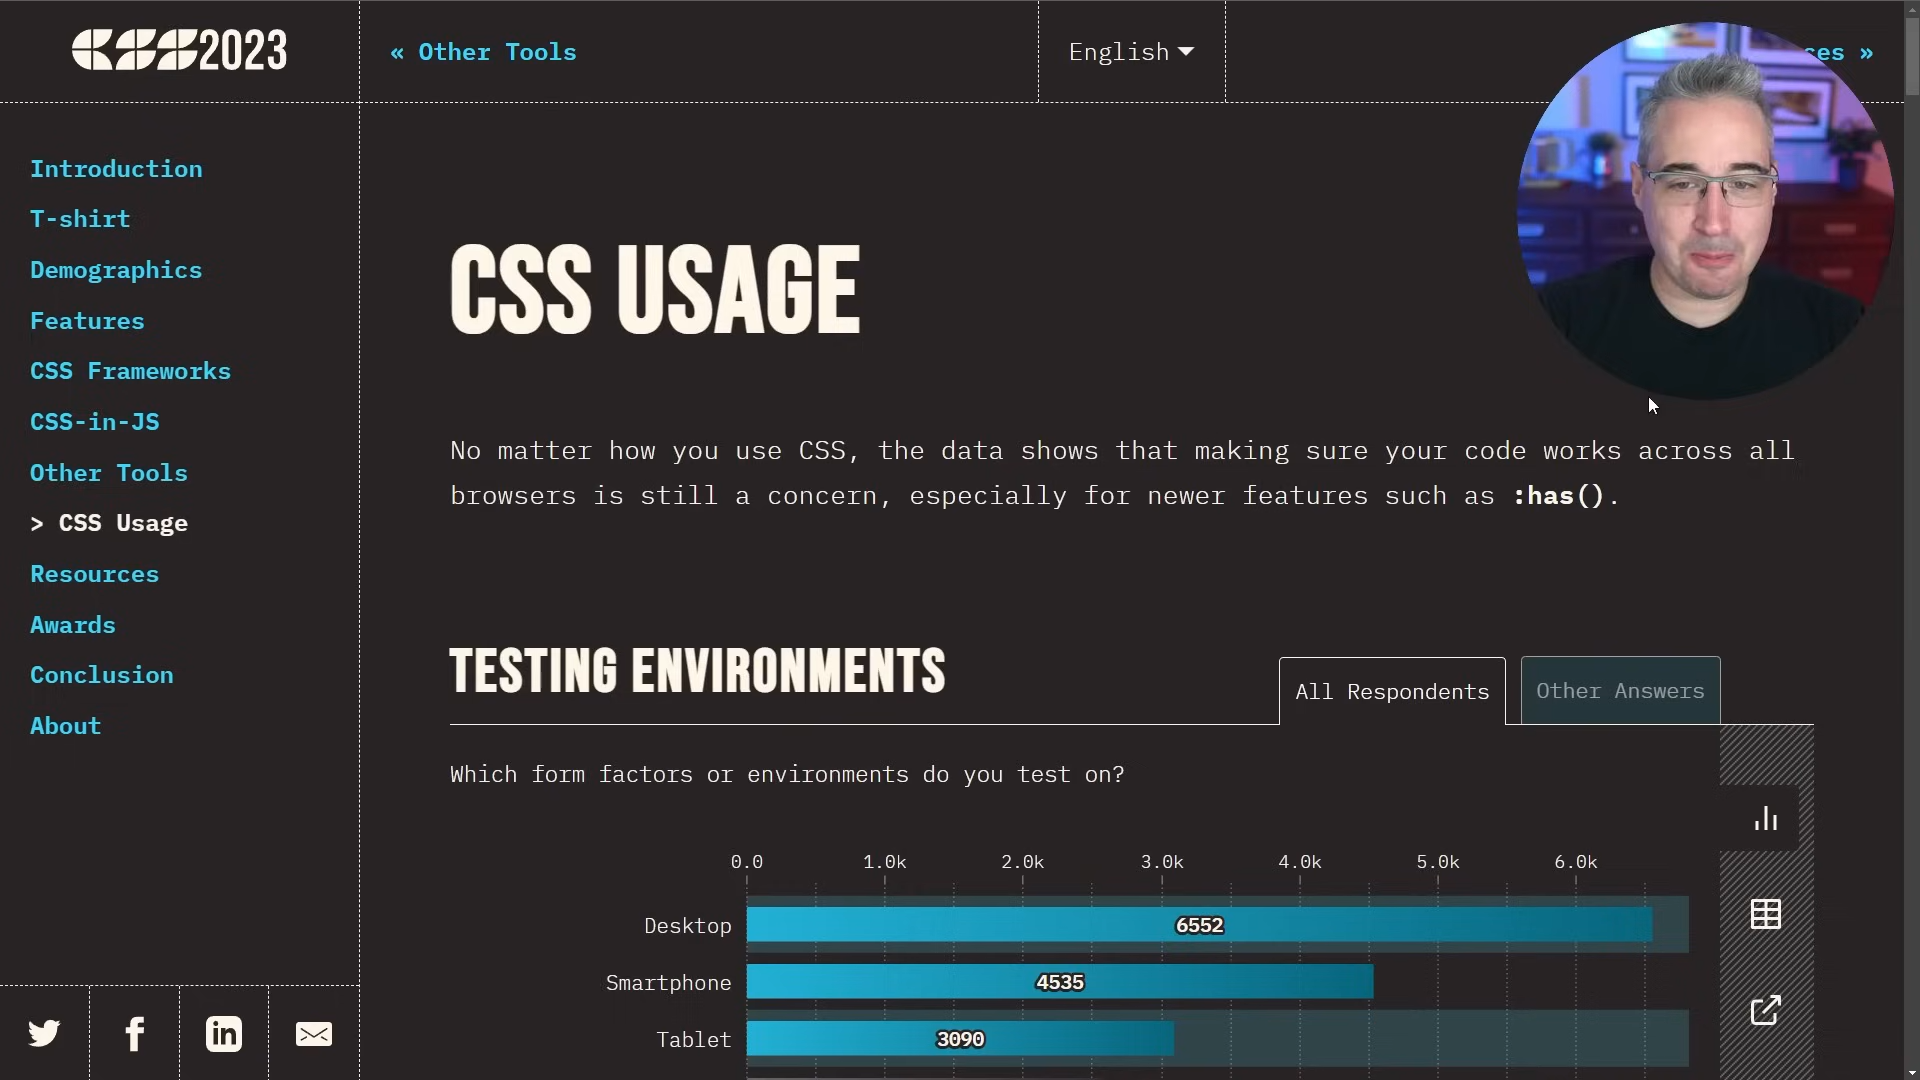 CSS2023
« Other Tools
English
ces »
Introduction
T-shirt
Demographics
Features
CSS Frameworks
CSS-in-JS
Other Tools
> CSS Usage
Resources
Awards
Conclusion
About
CSS USAGE
No matter how you use CSS, the data shows that making sure your code works across all
browsers is still a concern, especially for newer features such as :has().
TESTING ENVIRONMENTS
All Respondents
Other Answers
Which form factors or environments do you test on?
0.0 1.0k 2.0k 3.0k 4.0k 5.0k 6.0k
Desktop 6552
Smartphone 4535
Tablet 3090